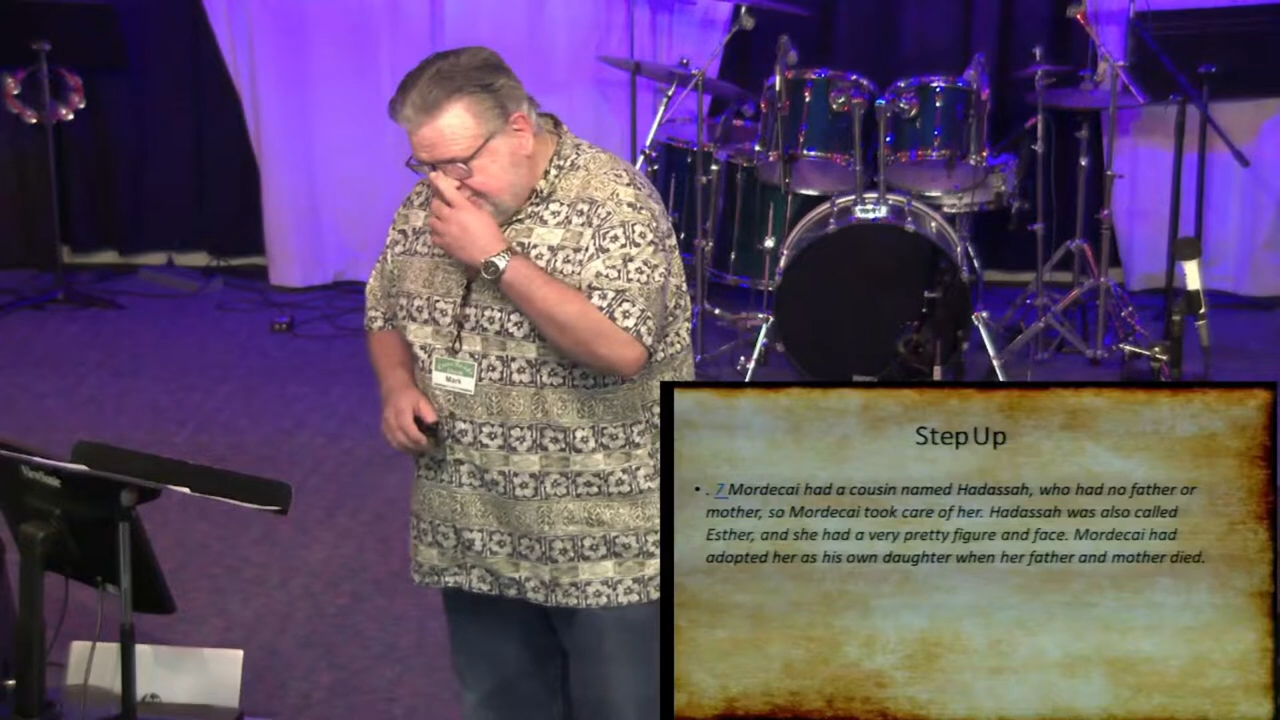 Mark
ViewSonic
Step Up
• . 7 Mordecai had a cousin named Hadassah, who had no father or
mother, so Mordecai took care of her. Hadassah was also called
Esther, and she had a very pretty figure and face. Mordecai had
adopted her as his own daughter when her father and mother died.